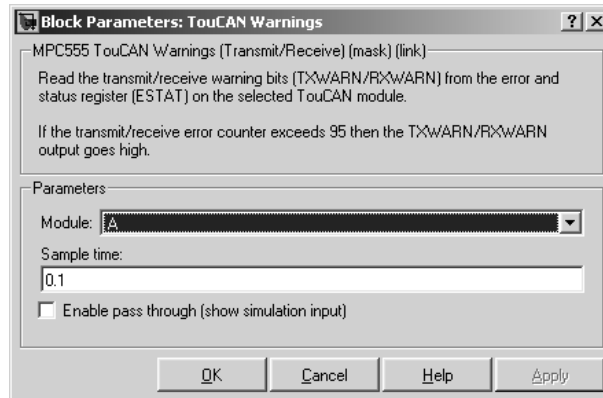 Block Parameters: TouCAN Warnings
MPC555 TouCAN Warnings (Transmit/Receive) (mask) (link)
Read the transmit/receive warning bits (TXWARN/RXWARN) from the error and
status register (ESTAT) on the selected TouCAN module.
If the transmit/receive error counter exceeds 95 then the TXWARN/RXWARN
output goes high.
Parameters
Module: A
Sample time:
0.1
Enable pass through (show simulation input)
OK Cancel Help Apply